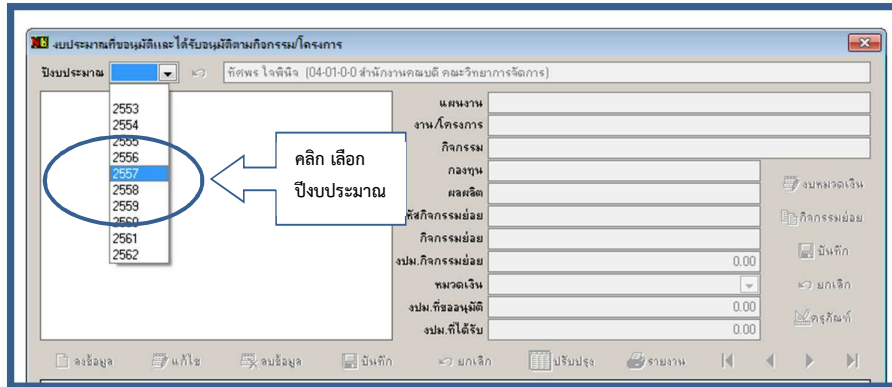 งบประมาณที่ขอนุมัติและได้รับอนุมัติตามกิจกรรม/โครงการ
ปีงบประมาณ
ทัศพร ใจพินิจ (04-01-0-0 สำนักงานคณบดี คณะวิทยาการจัดการ)
2553
2554
2555
2556
2557
2558
2559
2560
2561
2562
คลิก เลือก
ปีงบประมาณ
แผนงาน
งาน/โครงการ
กิจกรรม
กองทุน
ผลผลิต
หัสกิจกรรมย่อย
กิจกรรมย่อย
งปม.กิจกรรมย่อย 0.00
หมวดเงิน
งปม.ที่ขออนุมัติ 0.00
งปม.ที่ได้รับ 0.00
งบหมวดเงิน
กิจกรรมย่อย
บันทึก
ยกเลิก
ครุภัณฑ์
ลงข้อมูล แก้ไข ลบข้อมูล บันทึก ยกเลิก ปรับปรุง รายงาน